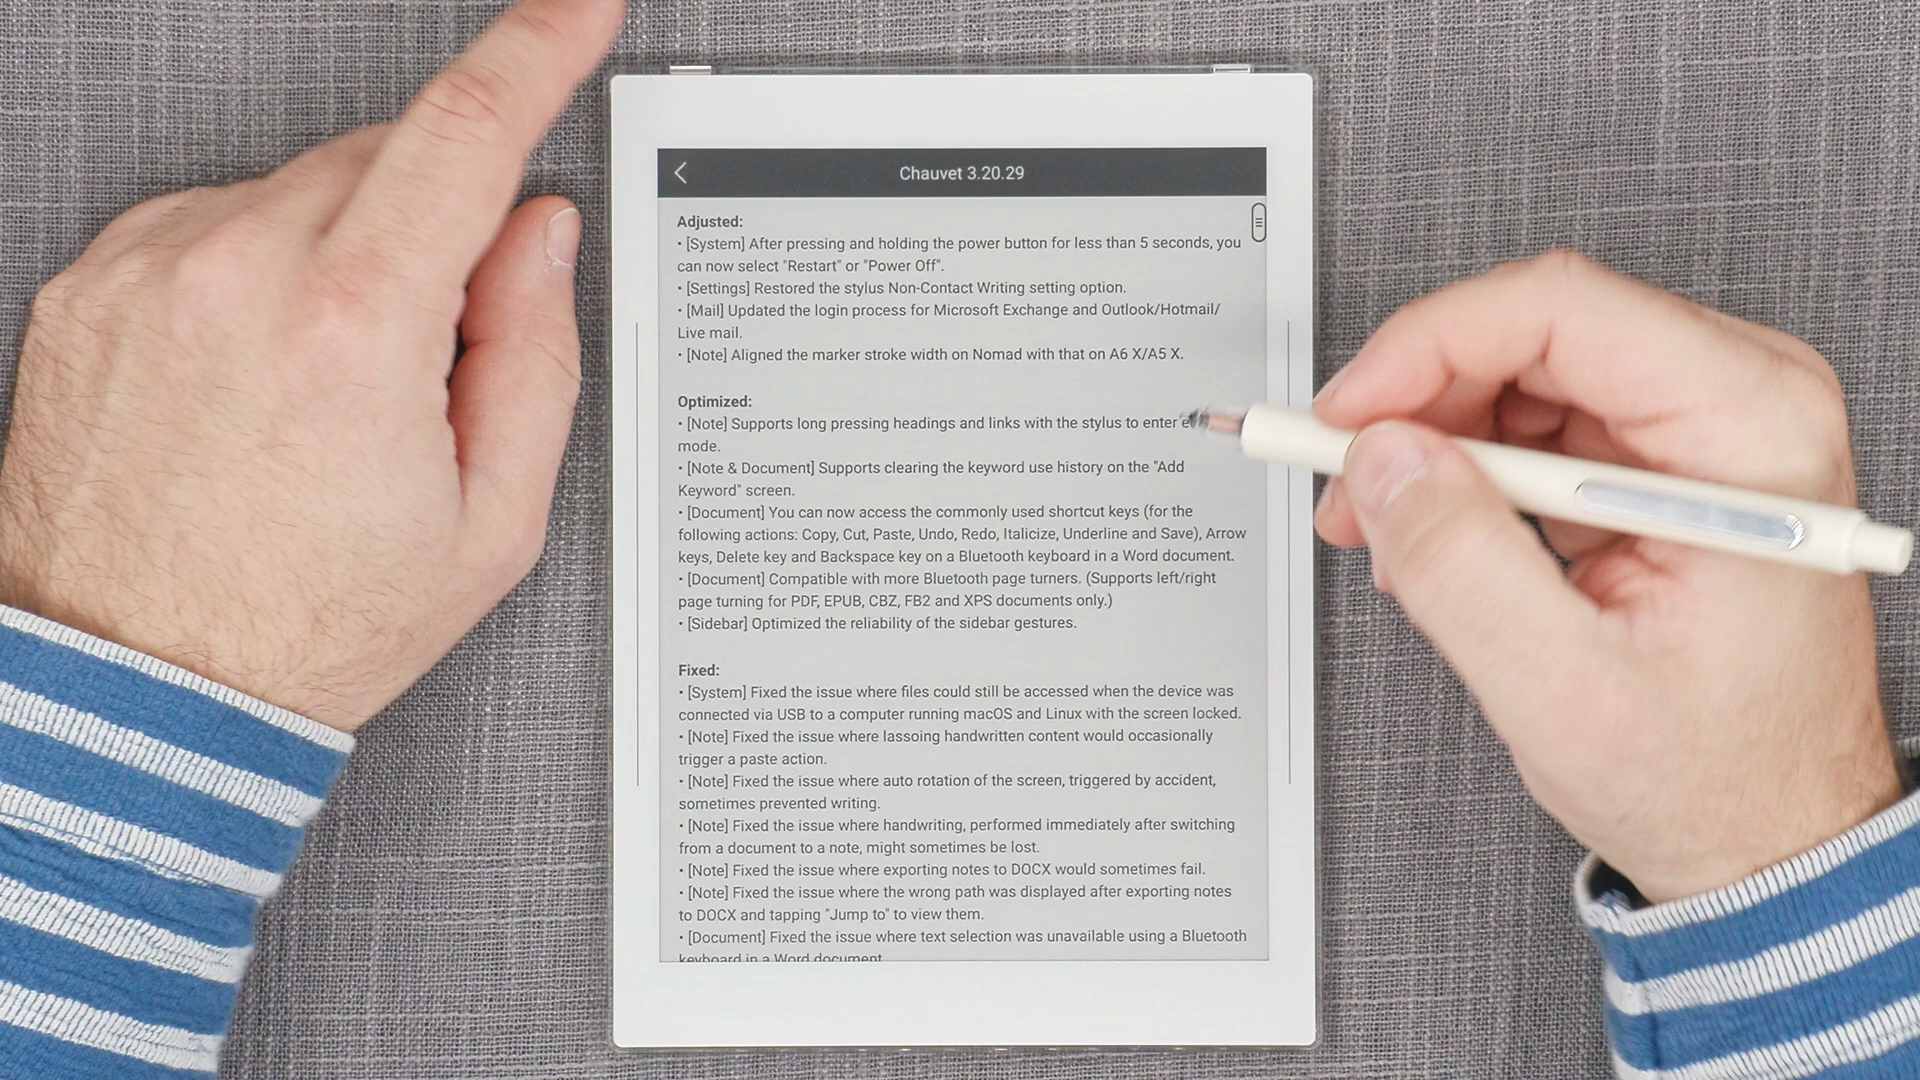 Chauvet 3.20.29
Adjusted:
• [System] After pressing and holding the power button for less than 5 seconds, you
can now select "Restart" or "Power Off".
• [Settings] Restored the stylus Non-Contact Writing setting option.
• [Mail] Updated the login process for Microsoft Exchange and Outlook/Hotmail/
Live mail.
• [Note] Aligned the marker stroke width on Nomad with that on A6 X/A5 X.
Optimized:
• [Note] Supports long pressing headings and links with the stylus to enter
mode.
• [Note & Document] Supports clearing the keyword use history on the "Add
Keyword" screen.
• [Document] You can now access the commonly used shortcut keys (for the
following actions: Copy, Cut, Paste, Undo, Redo, Italicize, Underline and Save), Arrow
keys, Delete key and Backspace key on a Bluetooth keyboard in a Word document.
• [Document] Compatible with more Bluetooth page turners. (Supports left/right
page turning for PDF, EPUB, CBZ, FB2 and XPS documents only.)
• [Sidebar] Optimized the reliability of the sidebar gestures.
Fixed:
• [System] Fixed the issue where files could still be accessed when the device was
connected via USB to a computer running macOS and Linux with the screen locked.
• [Note] Fixed the issue where lassoing handwritten content would occasionally
trigger a paste action.
• [Note] Fixed the issue where auto rotation of the screen, triggered by accident,
sometimes prevented writing.
• [Note] Fixed the issue where handwriting, performed immediately after switching
from a document to a note, might sometimes be lost.
• [Note] Fixed the issue where exporting notes to DOCX would sometimes fail.
• [Note] Fixed the issue where the wrong path was displayed after exporting notes
to DOCX and tapping "Jump to" to view them.
• [Document] Fixed the issue where text selection was unavailable using a Bluetooth
keyboard in a Word document